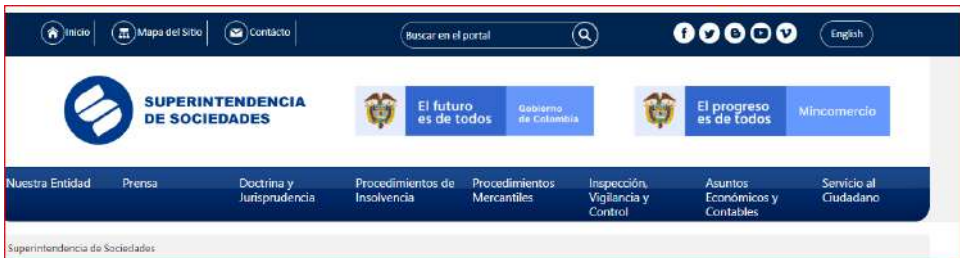 Inicio
Mapa del Sitio
Contácto
Buscar en el portal
English
SUPERINTENDENCIA
DE SOCIEDADES
El futuro
es de todos
Gobierno
de Colombia
El progreso
es de todos
Mincomercio
Nuestra Entidad
Prensa
Doctrina y
Jurisprudencia
Procedimientos de
Insolvencia
Procedimientos
Mercantiles
Inspección,
Vigilancia y
Control
Asuntos
Económicos y
Contables
Servicio al
Ciudadano
Superintendencia de Sociedades